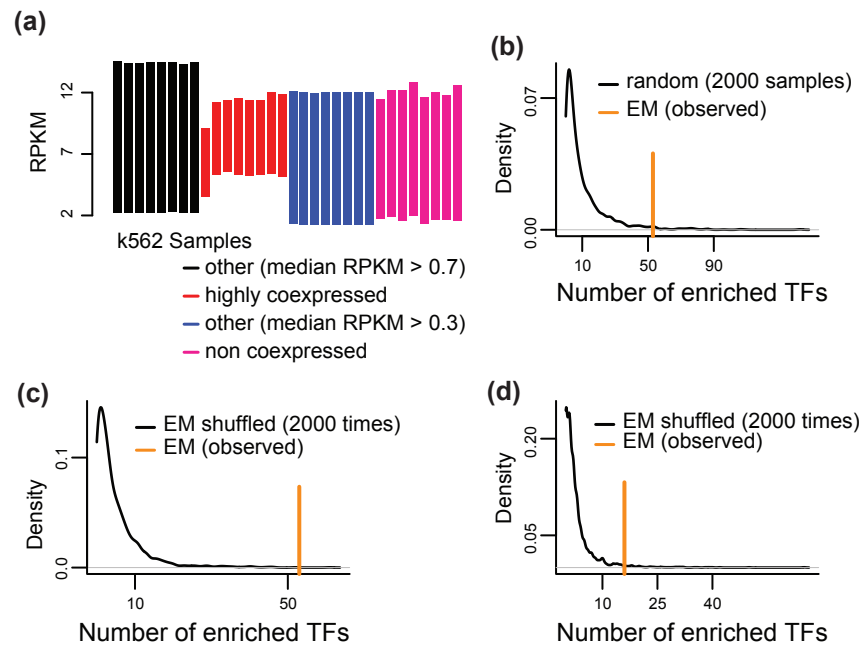 (a)
RPKM
12
7
2
k562 Samples
other (median RPKM > 0.7)
highly coexpressed
other (median RPKM > 0.3)
non coexpressed
(b)
Density
0.07
0.00
random (2000 samples)
EM (observed)
10
50
90
Number of enriched TFs
(c)
Density
0.1
0.0
EM shuffled (2000 times)
EM (observed)
10
50
Number of enriched TFs
(d)
Density
0.20
0.05
EM shuffled (2000 times)
EM (observed)
10
25
40
Number of enriched TFs